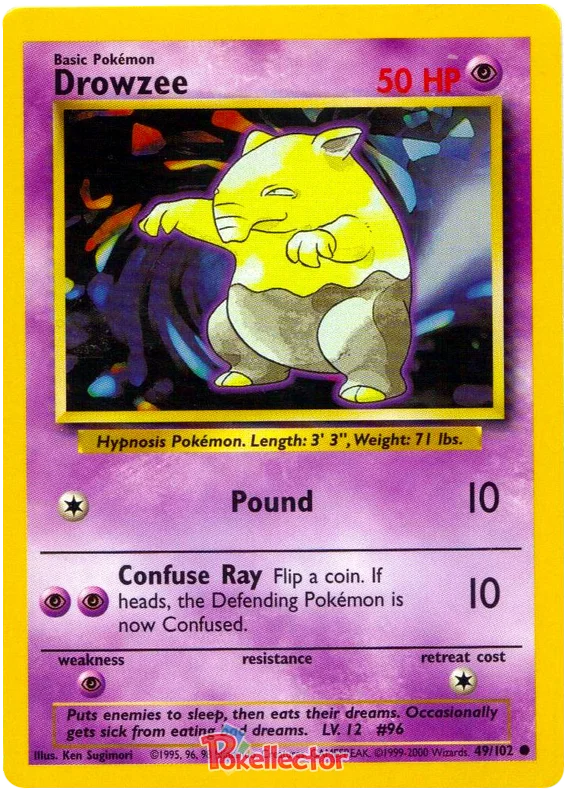 Basic Pokémon
Drowzee 50 HP
Hypnosis Pokémon. Length: 3' 3", Weight: 71 lbs.
Pound 10
Confuse Ray Flip a coin. If
heads, the Defending Pokémon is
now Confused.
10
weakness resistance retreat cost
Puts enemies to sleep, then eats their dreams. Occasionally
gets sick from eating bad dreams. LV. 12 #96
Illus. Ken Sugimori ©1995, 96, GAMEFREAK. ©1999-2000 Wizards. 49/102
Pokellector